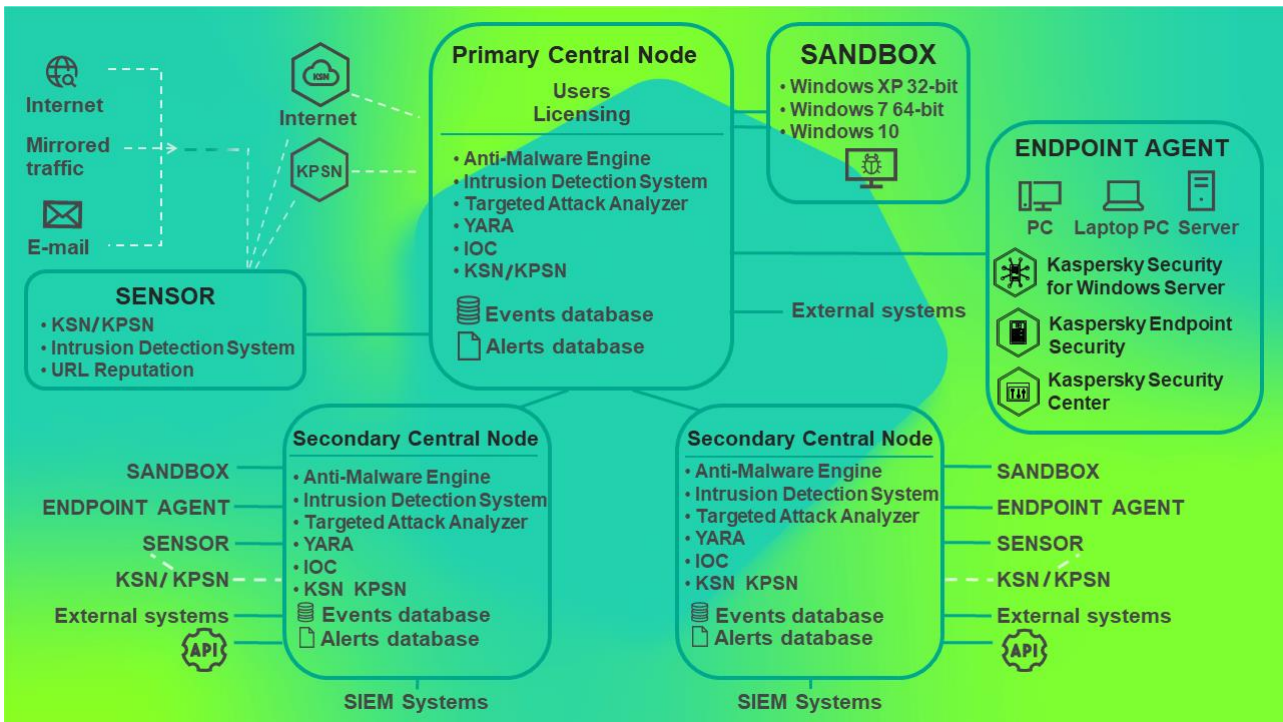 Internet
Mirrored
traffic
E-mail
KSN
Internet
KPSN
SENSOR
• KSN/KPSN
• Intrusion Detection System
• URL Reputation
Primary Central Node
Users
Licensing
• Anti-Malware Engine
• Intrusion Detection System
• Targeted Attack Analyzer
• YARA
• IOC
• KSN/KPSN
Events database
Alerts database
SANDBOX
• Windows XP 32-bit
• Windows 7 64-bit
• Windows 10
External systems
ENDPOINT AGENT
PC Laptop PC Server
Kaspersky Security
for Windows Server
Kaspersky Endpoint
Security
Kaspersky Security
Center
SANDBOX
ENDPOINT AGENT
SENSOR
KSN/ KPSN
External systems
API
Secondary Central Node
• Anti-Malware Engine
• Intrusion Detection System
• Targeted Attack Analyzer
• YARA
• IOC
• KSN KPSN
Events database
Alerts database
SIEM Systems
Secondary Central Node
• Anti-Malware Engine
• Intrusion Detection System
• Targeted Attack Analyzer
• YARA
• IOC
• KSN KPSN
Events database
Alerts database
SIEM Systems
SANDBOX
ENDPOINT AGENT
SENSOR
KSN / KPSN
External systems
API